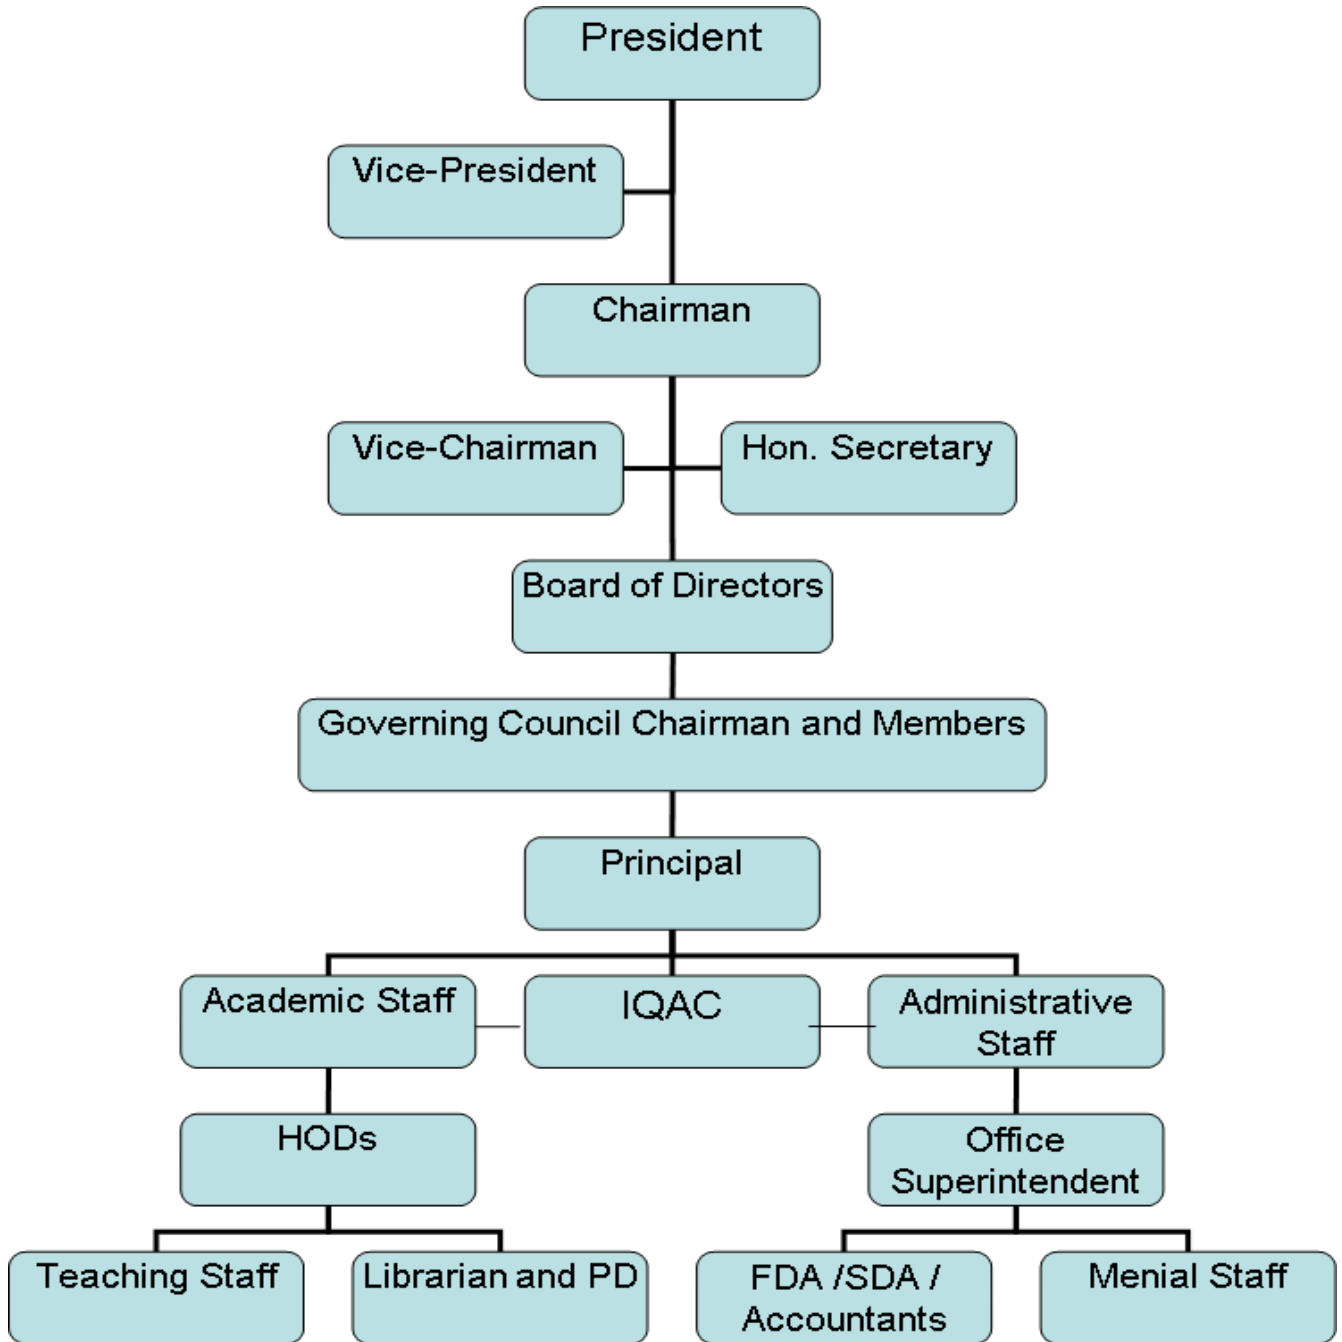 President
Vice-President
Chairman
Vice-Chairman
Hon. Secretary
Board of Directors
Governing Council Chairman and Members
Principal
Academic Staff
IQAC
Administrative
Staff
HODs
Office
Superintendent
Teaching Staff
Librarian and PD
FDA /SDA /
Accountants
Menial Staff